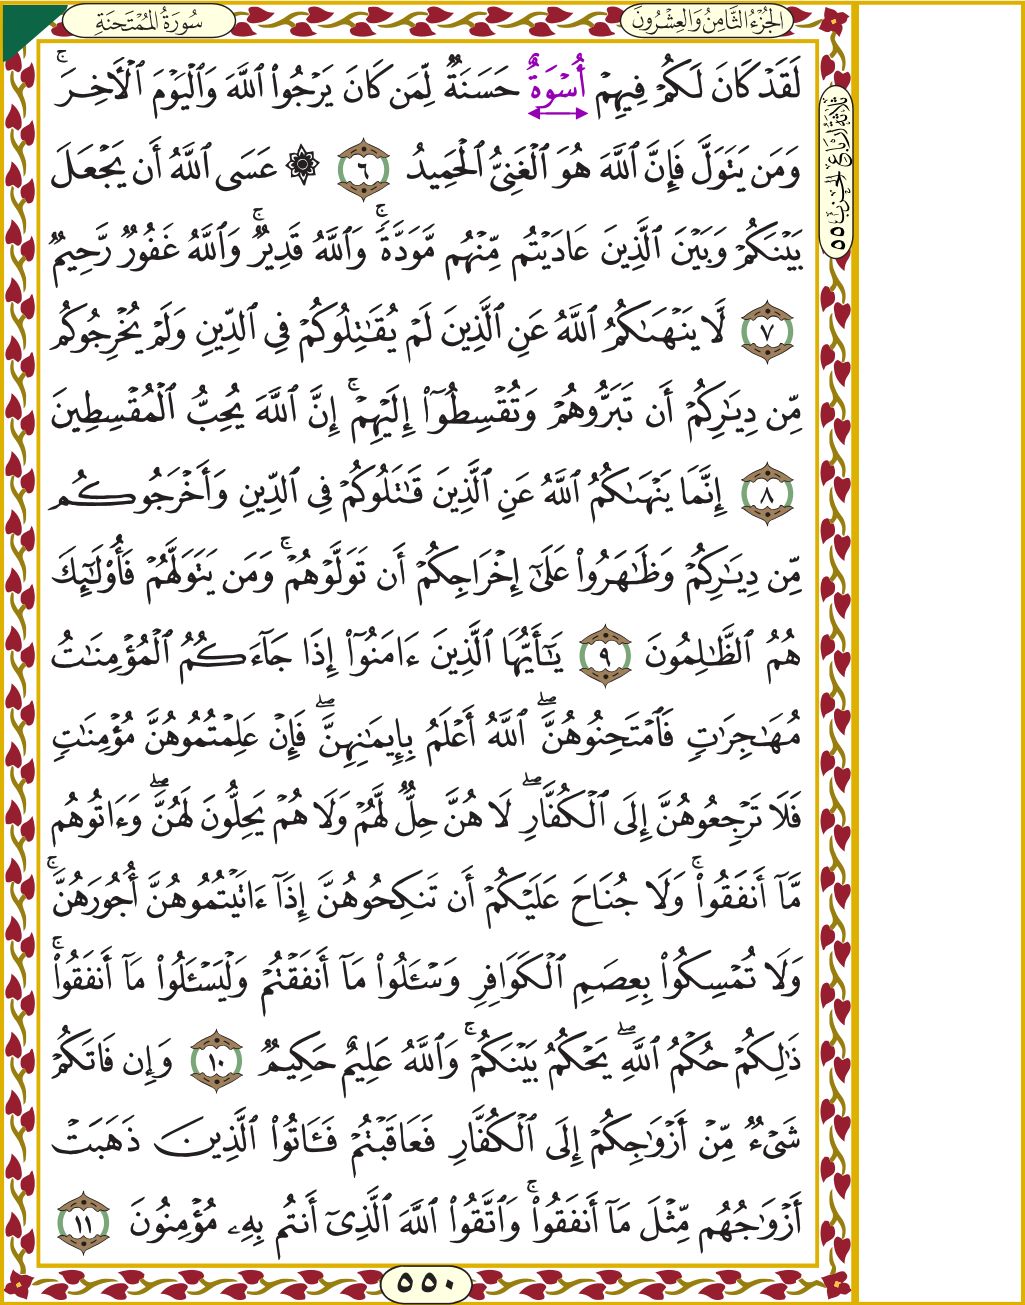 سُورَةُ المُمْتَحنَة
الجُزْءُ الثَّامِنُ وَالعِشْرُونَ
لَقَدْ كَانَ لَكُمْ فِيهِمْ أُسْوَةٌ حَسَنَةٌ لِّمَن كَانَ يَرْجُوا۟ ٱللَّهَ وَٱلْيَوْمَ ٱلْـَٔاخِرَ ۚ
وَمَن يَتَوَلَّ فَإِنَّ ٱللَّهَ هُوَ ٱلْغَنِىُّ ٱلْحَمِيدُ ٦ ۞ عَسَى ٱللَّهُ أَن يَجْعَلَ
بَيْنَكُمْ وَبَيْنَ ٱلَّذِينَ عَادَيْتُم مِّنْهُم مَّوَدَّةً ۚ وَٱللَّهُ قَدِيرٌ ۚ وَٱللَّهُ غَفُورٌ رَّحِيمٌ
٧ لَّا يَنْهَىٰكُمُ ٱللَّهُ عَنِ ٱلَّذِينَ لَمْ يُقَـٰتِلُوكُمْ فِى ٱلدِّينِ وَلَمْ يُخْرِجُوكُم
مِّن دِيَـٰرِكُمْ أَن تَبَرُّوهُمْ وَتُقْسِطُوٓا۟ إِلَيْهِمْ ۚ إِنَّ ٱللَّهَ يُحِبُّ ٱلْمُقْسِطِينَ
٨ إِنَّمَا يَنْهَىٰكُمُ ٱللَّهُ عَنِ ٱلَّذِينَ قَـٰتَلُوكُمْ فِى ٱلدِّينِ وَأَخْرَجُوكُم
مِّن دِيَـٰرِكُمْ وَظَـٰهَرُوا۟ عَلَىٰٓ إِخْرَاجِكُمْ أَن تَوَلَّوْهُمْ ۚ وَمَن يَتَوَلَّهُمْ فَأُو۟لَـٰٓئِكَ
هُمُ ٱلظَّـٰلِمُونَ ٩ يَـٰٓأَيُّهَا ٱلَّذِينَ ءَامَنُوٓا۟ إِذَا جَآءَكُمُ ٱلْمُؤْمِنَـٰتُ
مُهَـٰجِرَٰتٍ فَٱمْتَحِنُوهُنَّ ۖ ٱللَّهُ أَعْلَمُ بِإِيمَـٰنِهِنَّ ۖ فَإِنْ عَلِمْتُمُوهُنَّ مُؤْمِنَـٰتٍ
فَلَا تَرْجِعُوهُنَّ إِلَى ٱلْكُفَّارِ ۖ لَا هُنَّ حِلٌّ لَّهُمْ وَلَا هُمْ يَحِلُّونَ لَهُنَّ ۖ وَءَاتُوهُم
مَّآ أَنفَقُوا۟ ۚ وَلَا جُنَاحَ عَلَيْكُمْ أَن تَنكِحُوهُنَّ إِذَآ ءَاتَيْتُمُوهُنَّ أُجُورَهُنَّ ۚ
وَلَا تُمْسِكُوا۟ بِعِصَمِ ٱلْكَوَافِرِ وَسْـَٔلُوا۟ مَآ أَنفَقْتُمْ وَلْيَسْـَٔلُوا۟ مَآ أَنفَقُوا۟ ۚ
ذَٰلِكُمْ حُكْمُ ٱللَّهِ ۖ يَحْكُمُ بَيْنَكُمْ ۚ وَٱللَّهُ عَلِيمٌ حَكِيمٌ ١٠ وَإِن فَاتَكُمْ
شَىْءٌ مِّنْ أَزْوَٰجِكُمْ إِلَى ٱلْكُفَّارِ فَعَاقَبْتُمْ فَـَٔاتُوا۟ ٱلَّذِينَ ذَهَبَتْ
أَزْوَٰجُهُم مِّثْلَ مَآ أَنفَقُوا۟ ۚ وَٱتَّقُوا۟ ٱللَّهَ ٱلَّذِىٓ أَنتُم بِهِۦ مُؤْمِنُونَ ١١
ثَلَاثَةُ أَرْبَاعِ الحِزْبِ ٥٥
٥٥٠